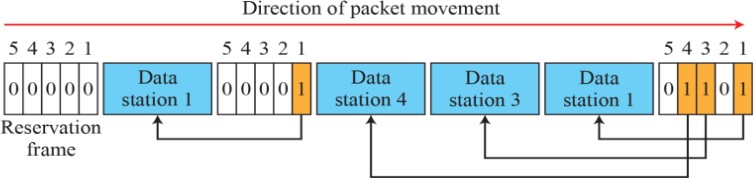 Direction of packet movement
5 4 3 2 1
5 4 3 2 1
5 4 3 2 1
0 0 0 0 0
Data
station 1
0 0 0 0 1
Data
station 4
Data
station 3
Data
station 1
0 1 1 0 1
Reservation
frame